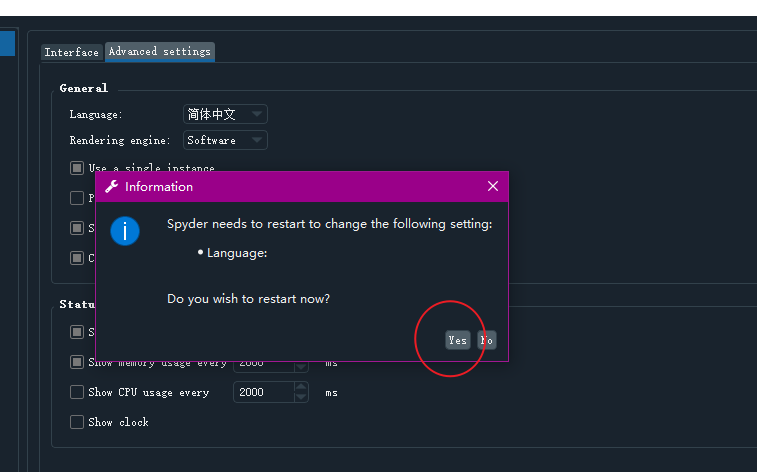 Interface Advanced settings
General
Language: 简体中文
Rendering engine: Software
Use a single instance
Information
Spyder needs to restart to change the following setting:
• Language:
Do you wish to restart now?
Yes No
Show memory usage every 2000 ms
Show CPU usage every 2000 ms
Show clock